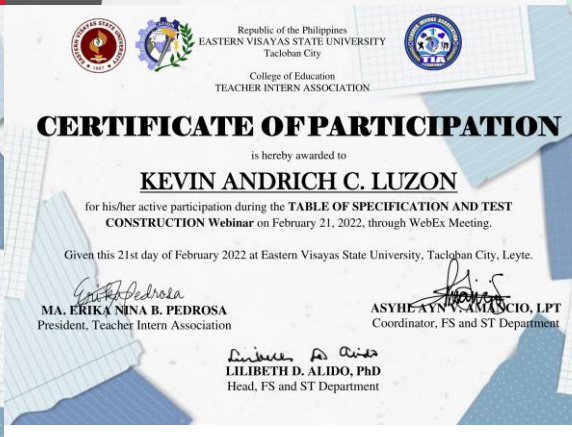 Republic of the Philippines
EASTERN VISAYAS STATE UNIVERSITY
Tacloban City
College of Education
TEACHER INTERN ASSOCIATION
CERTIFICATE OF PARTICIPATION
is hereby awarded to
KEVIN ANDRICH C. LUZON
for his/her active participation during the TABLE OF SPECIFICATION AND TEST
CONSTRUCTION Webinar on February 21, 2022, through WebEx Meeting.
Given this 21st day of February 2022 at Eastern Visayas State University, Tacloban City, Leyte.
MA. ERIKA NINA B. PEDROSA
President, Teacher Intern Association
ASYHE AYN V. AMANCIO, LPT
Coordinator, FS and ST Department
LILIBETH D. ALIDO, PhD
Head, FS and ST Department